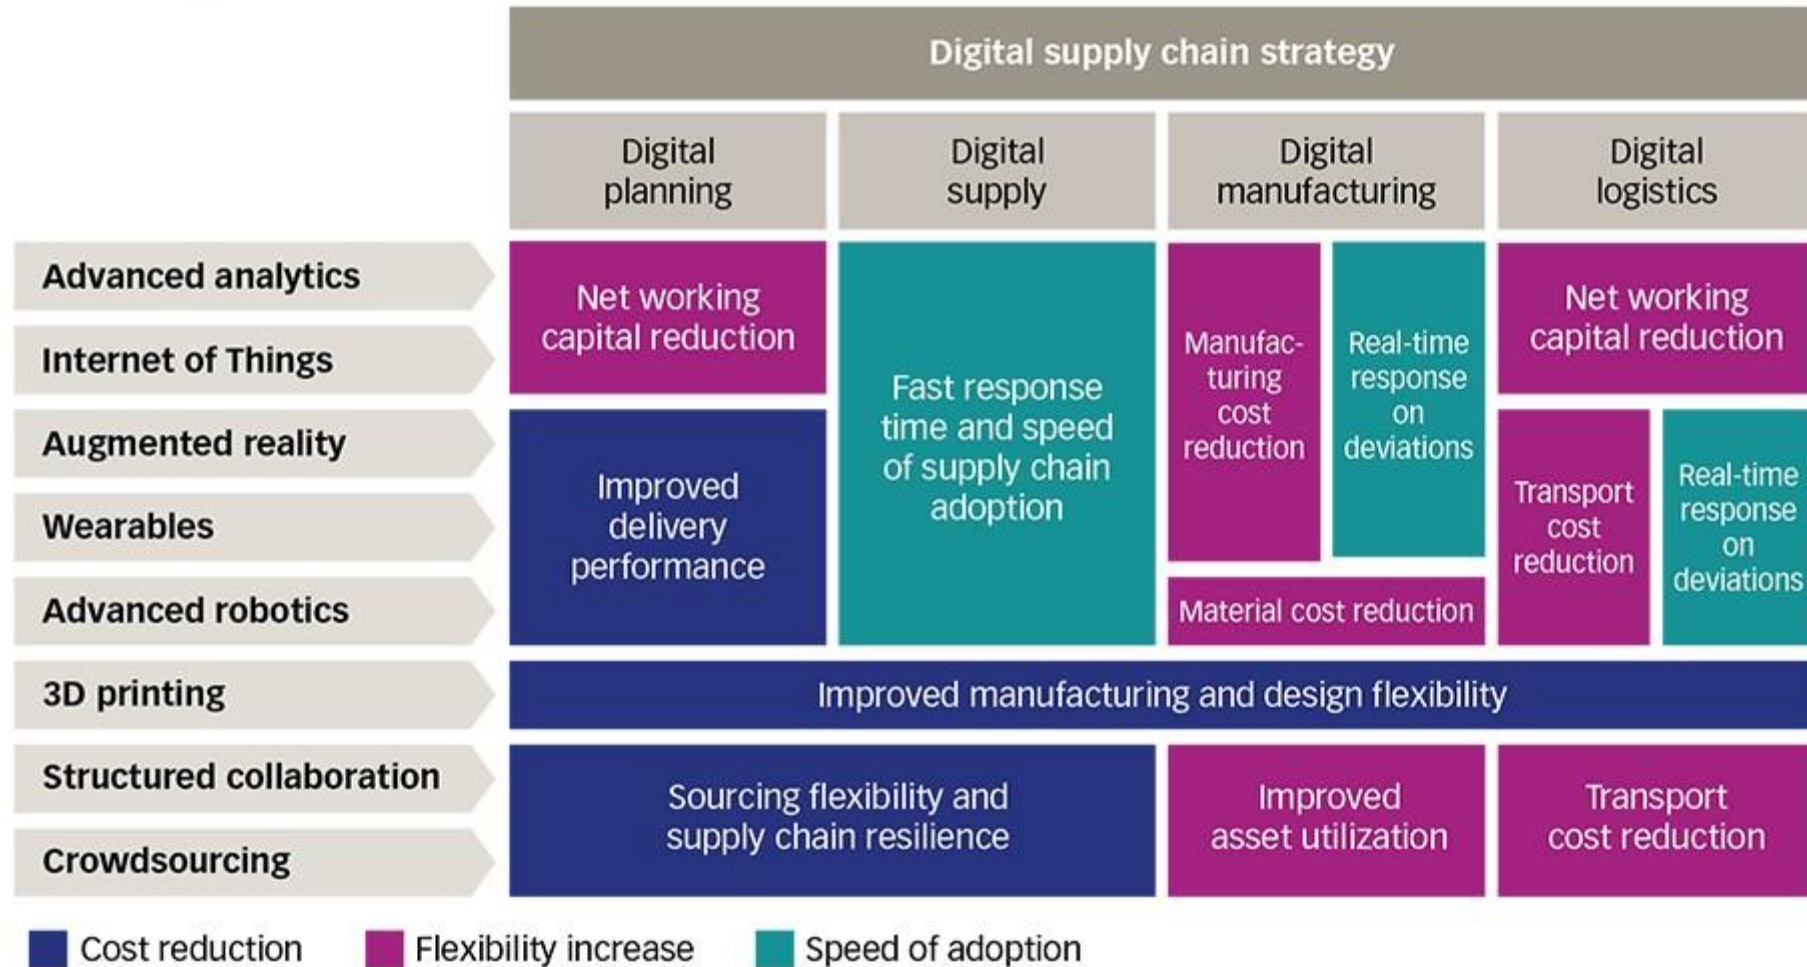 Digital supply chain strategy
Digital
planning
Digital
supply
Digital
manufacturing
Digital
logistics
Advanced analytics
Internet of Things
Augmented reality
Wearables
Advanced robotics
3D printing
Structured collaboration
Crowdsourcing
Net working
capital reduction
Improved
delivery
performance
Fast response
time and speed
of supply chain
adoption
Manufac-
turing
cost
reduction
Real-time
response
on
deviations
Material cost reduction
Net working
capital reduction
Transport
cost
reduction
Real-time
response
on
deviations
Improved manufacturing and design flexibility
Sourcing flexibility and
supply chain resilience
Improved
asset utilization
Transport
cost reduction
Cost reduction
Flexibility increase
Speed of adoption